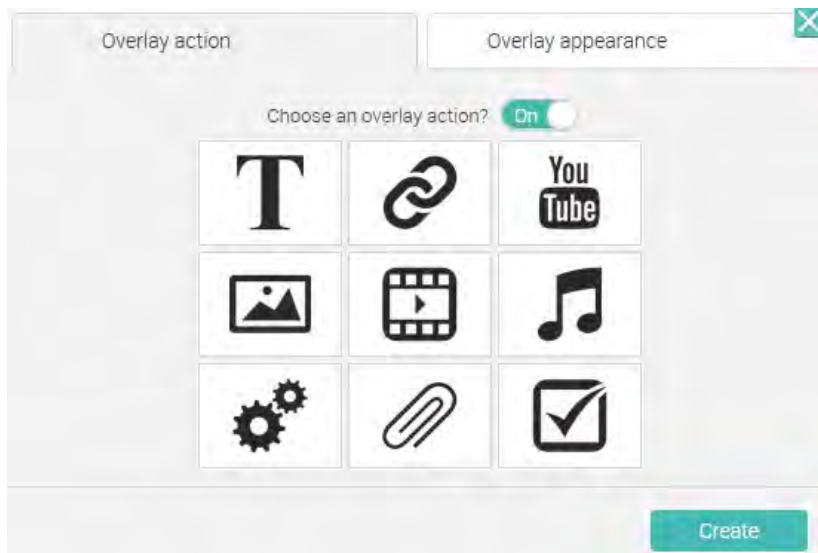 Overlay action
Overlay appearance
Choose an overlay action? On
T
You
Tube
Create